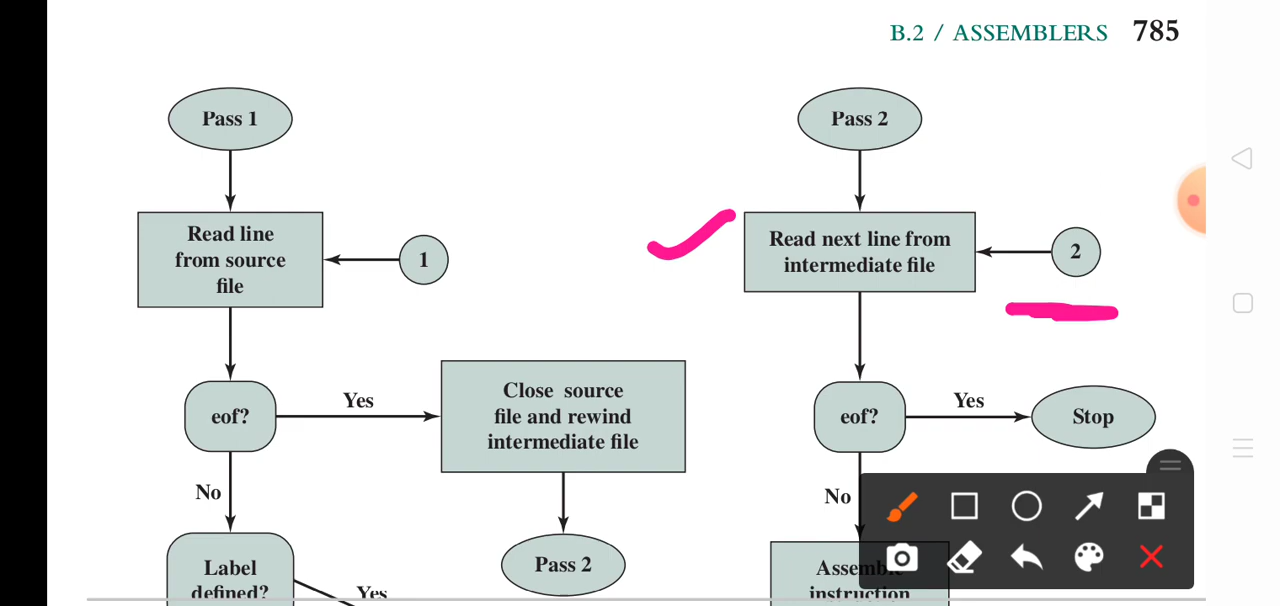 B.2 / ASSEMBLERS 785
Pass 1
Read line
from source
file
1
eof?
Yes
Close source
file and rewind
intermediate file
No
Pass 2
Label
defined?
Yes
Pass 2
Read next line from
intermediate file
2
eof?
Yes
Stop
No
Assemble
instruction